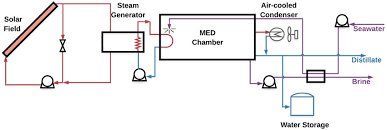 Solar
Field
Steam
Generator
MED
Chamber
Air-cooled
Condenser
Seawater
Distillate
Brine
Water Storage